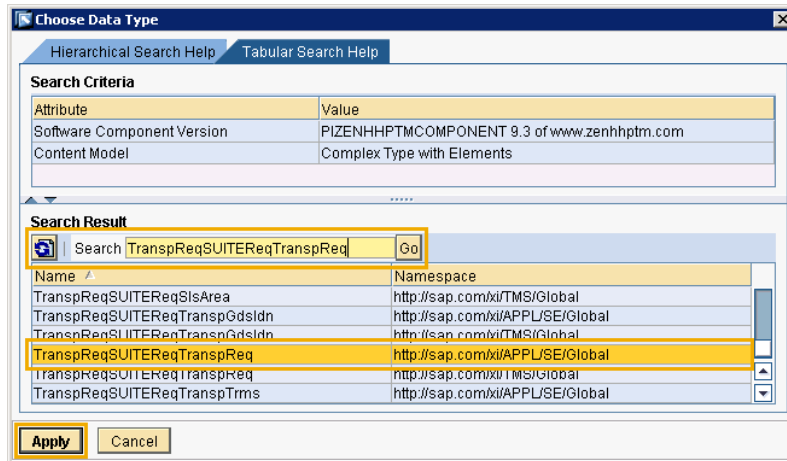 Choose Data Type
Hierarchical Search Help Tabular Search Help
Search Criteria
Attribute Value
Software Component Version PIZENHHPTMCOMPONENT 9.3 of www.zenhhptm.com
Content Model Complex Type with Elements
Search Result
Search TranspReqSUITEReqTranspReq Go
Name Namespace
TranspReqSUITEReqSlsArea http://sap.com/xi/TMS/Global
TranspReqSUITEReqTranspGdsIdn http://sap.com/xi/APPL/SE/Global
TranspReqSUITEReqTranspGdsIdn http://sap.com/xi/TMS/Global
TranspReqSUITEReqTranspReq http://sap.com/xi/APPL/SE/Global
TranspReqSUITEReqTranspReq http://sap.com/xi/TMS/Global
TranspReqSUITEReqTranspTrms http://sap.com/xi/APPL/SE/Global
Apply Cancel